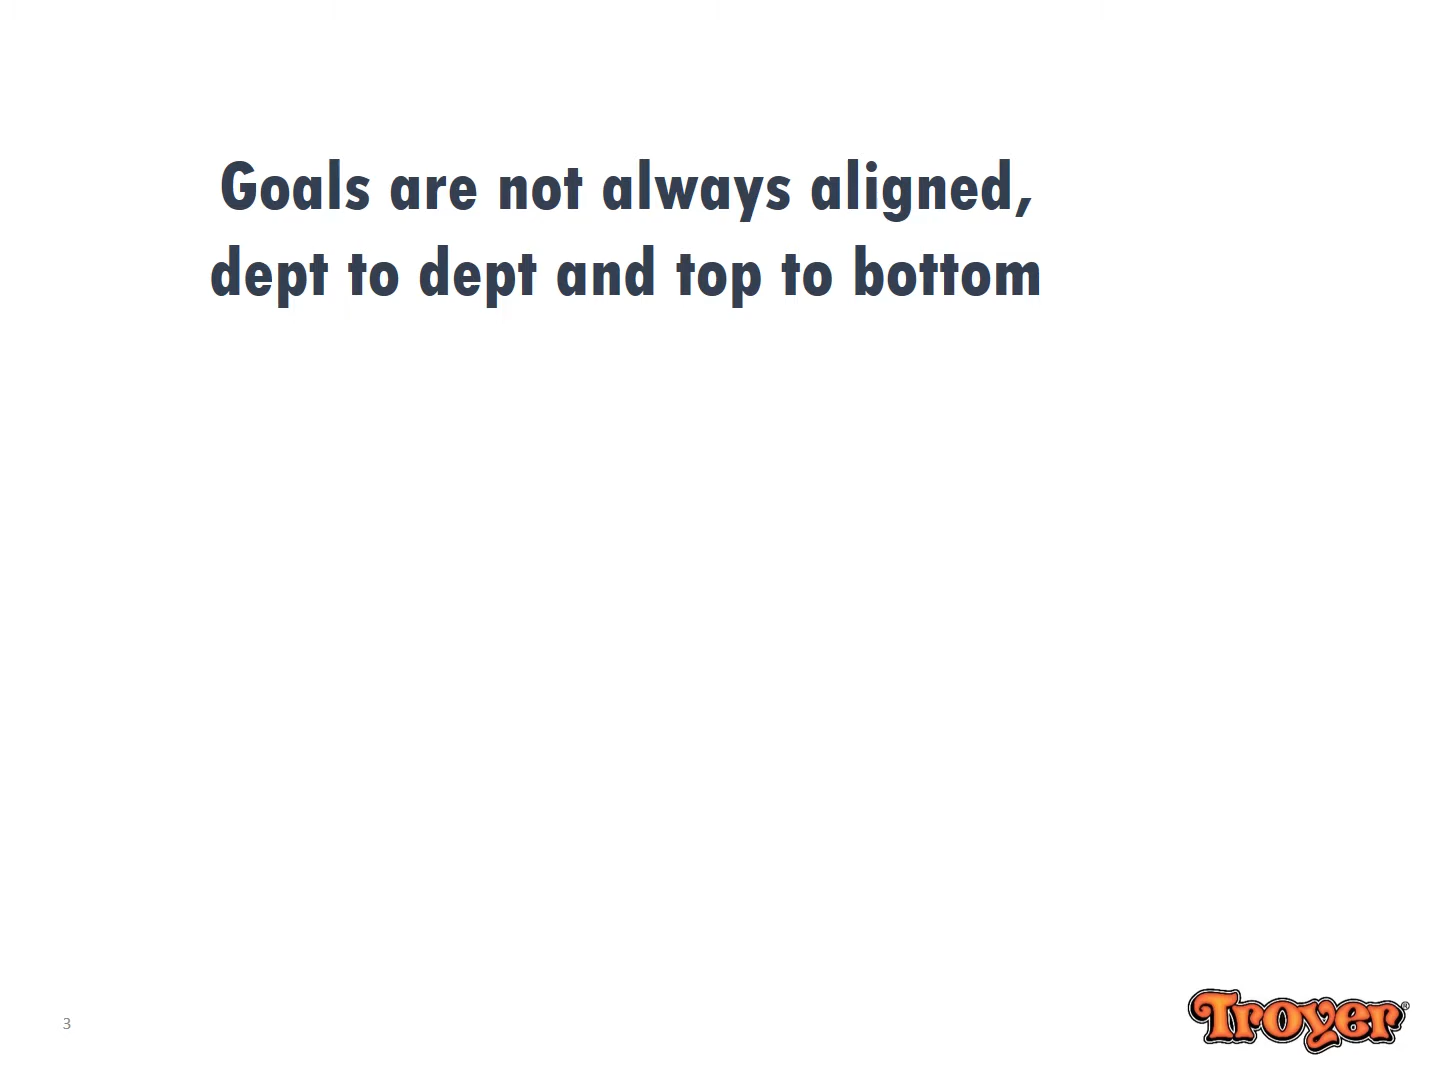 Goals are not always aligned,
dept to dept and top to bottom
3
Troyer®